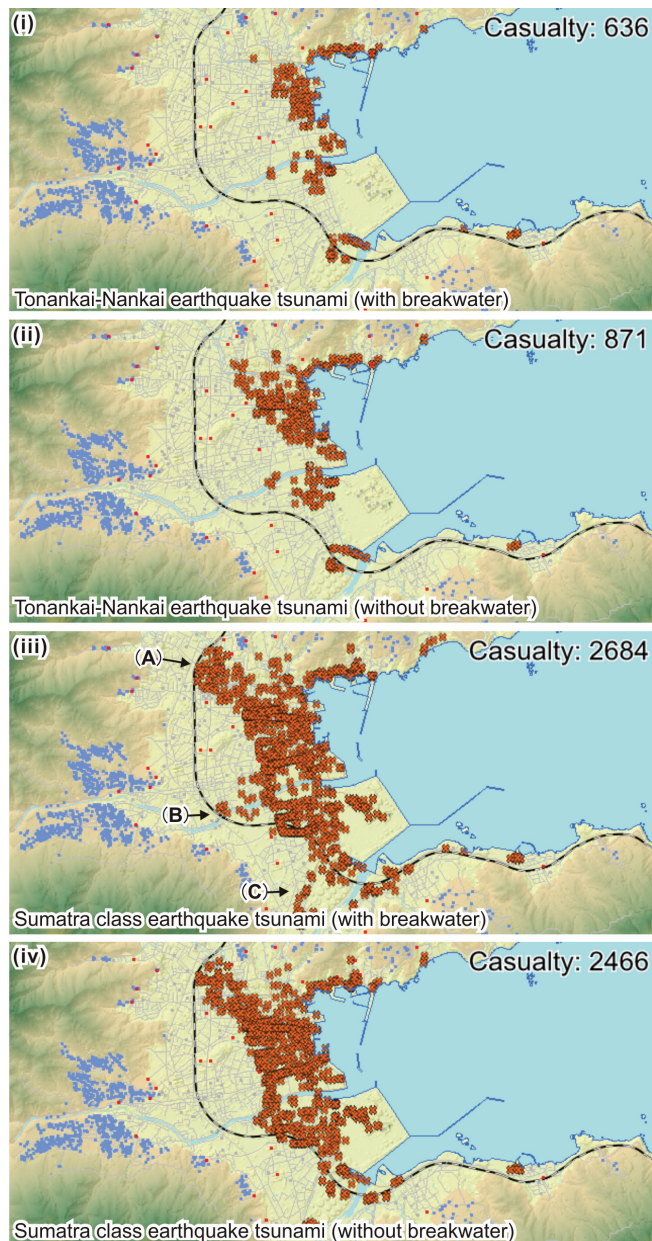 (i)
Casualty: 636
Tonankai-Nankai earthquake tsunami (with breakwater)
(ii)
Casualty: 871
Tonankai-Nankai earthquake tsunami (without breakwater)
(iii)
Casualty: 2684
(A)
(B)
(C)
Sumatra class earthquake tsunami (with breakwater)
(iv)
Casualty: 2466
Sumatra class earthquake tsunami (without breakwater)